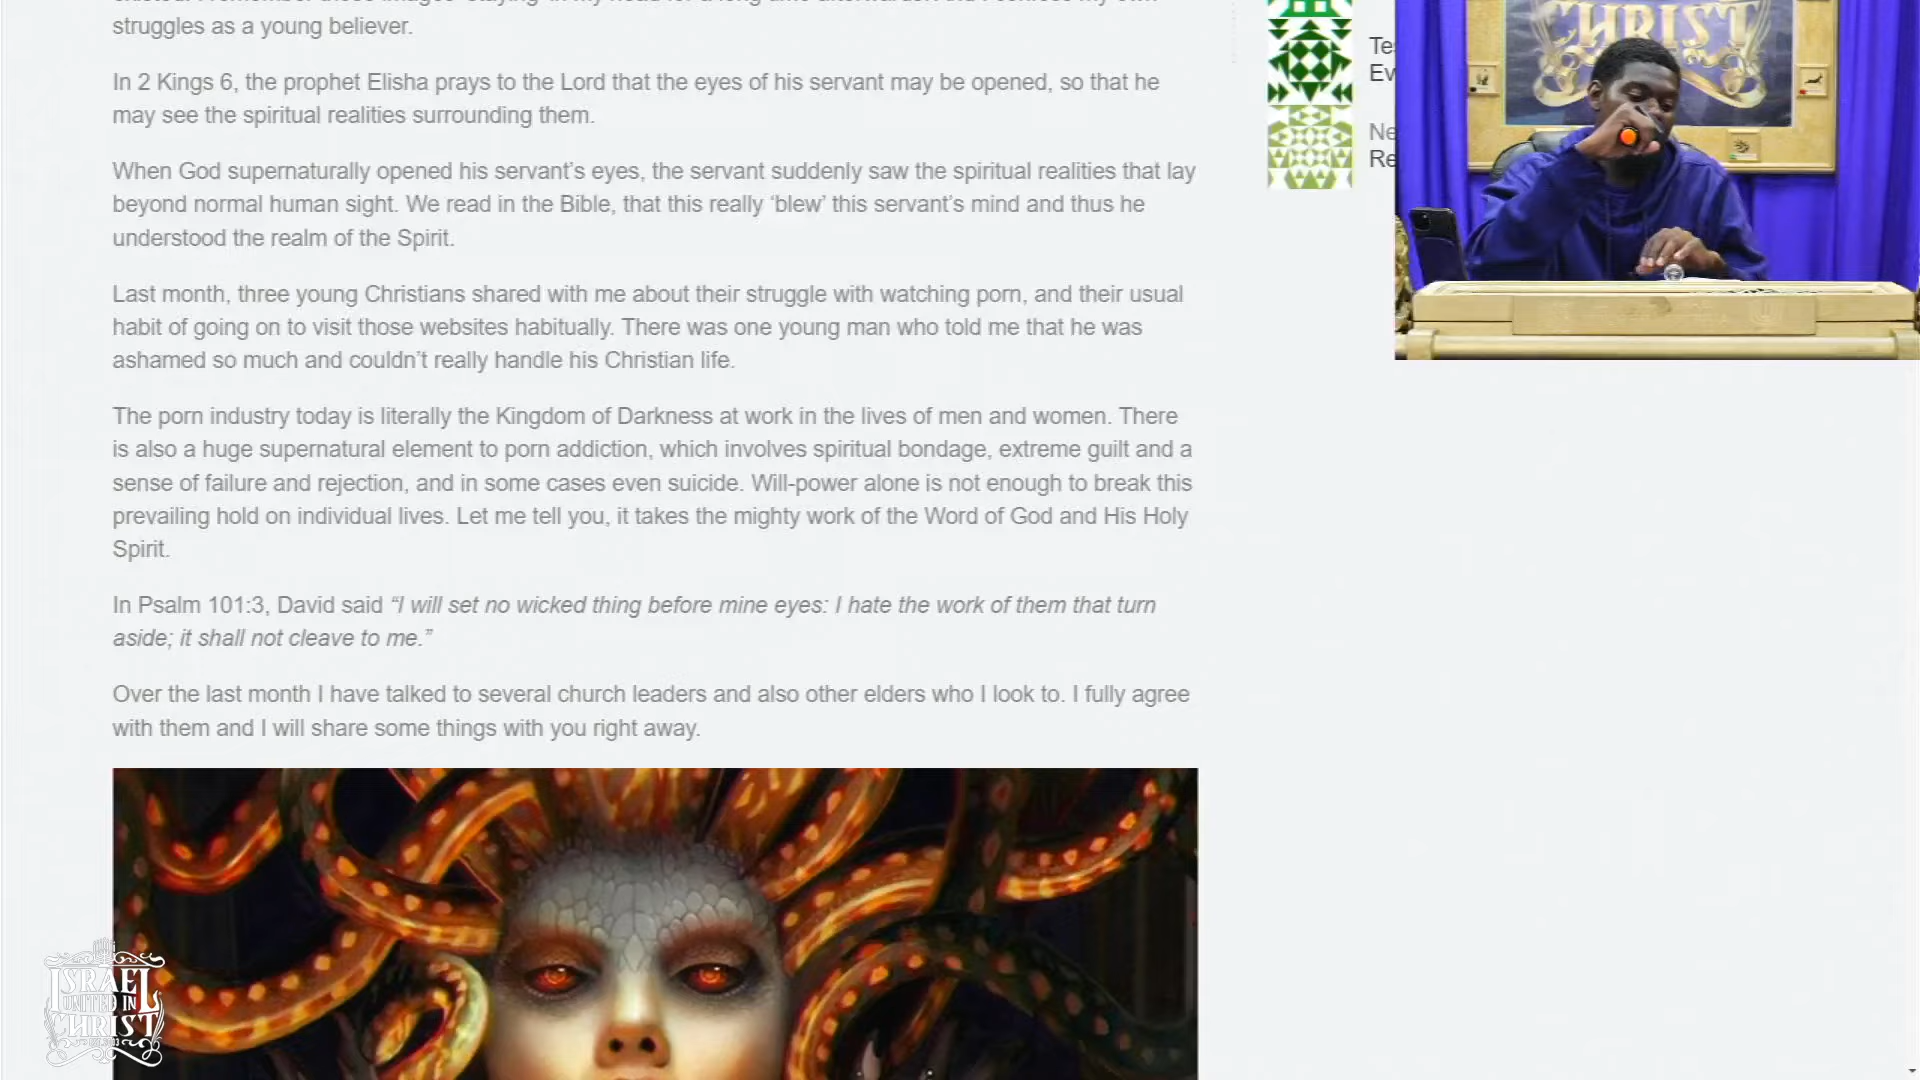 struggles as a young believer.
In 2 Kings 6, the prophet Elisha prays to the Lord that the eyes of his servant may be opened, so that he
may see the spiritual realities surrounding them.
When God supernaturally opened his servant’s eyes, the servant suddenly saw the spiritual realities that lay
beyond normal human sight. We read in the Bible, that this really ‘blew’ this servant’s mind and thus he
understood the realm of the Spirit.
Last month, three young Christians shared with me about their struggle with watching porn, and their usual
habit of going on to visit those websites habitually. There was one young man who told me that he was
ashamed so much and couldn’t really handle his Christian life.
The porn industry today is literally the Kingdom of Darkness at work in the lives of men and women. There
is also a huge supernatural element to porn addiction, which involves spiritual bondage, extreme guilt and a
sense of failure and rejection, and in some cases even suicide. Will-power alone is not enough to break this
prevailing hold on individual lives. Let me tell you, it takes the mighty work of the Word of God and His Holy
Spirit.
In Psalm 101:3, David said “I will set no wicked thing before mine eyes: I hate the work of them that turn
aside; it shall not cleave to me.”
Over the last month I have talked to several church leaders and also other elders who I look to. I fully agree
with them and I will share some things with you right away.
Te
Ev
Ne
Re
CHRIST
ISRAEL
UNITED IN
CHRIST